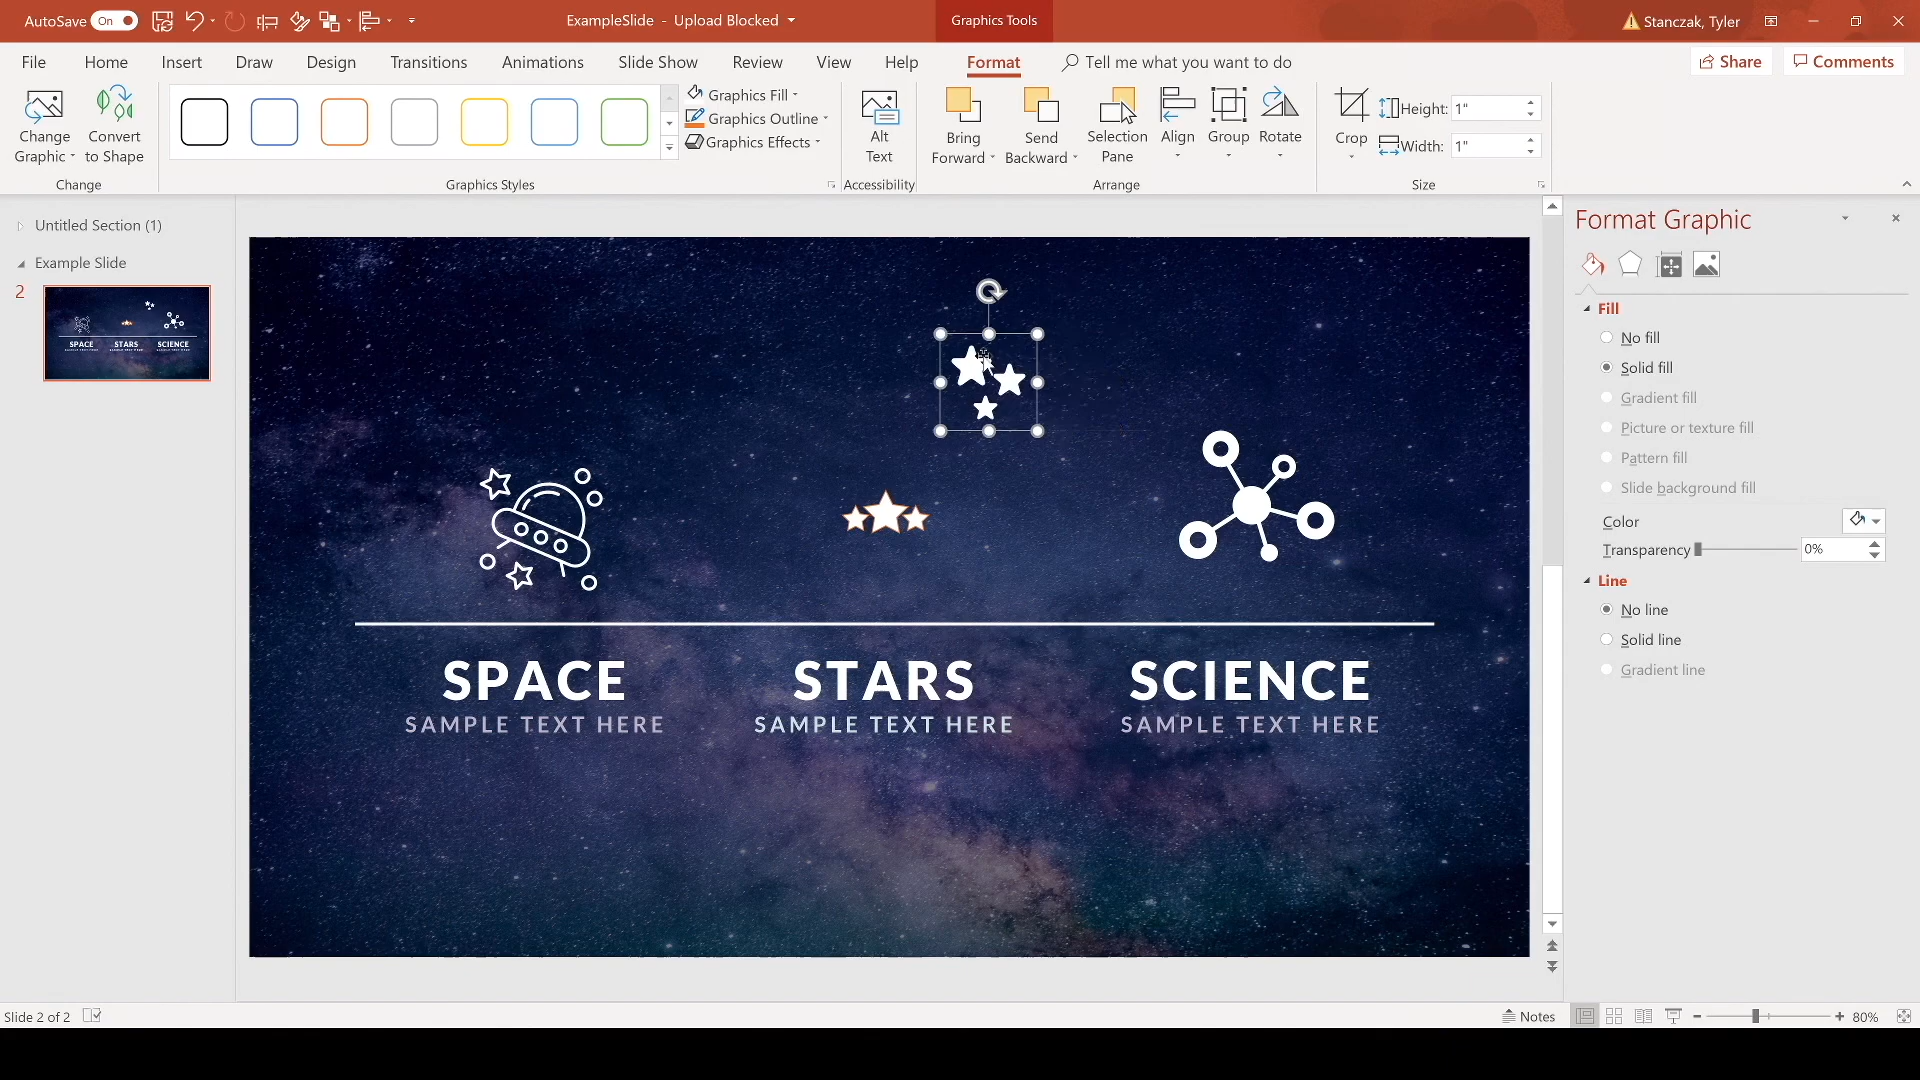 AutoSave On ExampleSlide - Upload Blocked Graphics Tools Stanczak, Tyler
File Home Insert Draw Design Transitions Animations Slide Show Review View Help Format Tell me what you want to do Share Comments
Change Graphic
Convert to Shape
Change
Graphics Fill
Graphics Outline
Graphics Effects
Graphics Styles
Alt Text
Accessibility
Bring Forward
Send Backward
Selection Pane
Align
Group
Rotate
Arrange
Crop
Height: 1"
Width: 1"
Size
Untitled Section (1)
Example Slide
2
SPACE STARS SCIENCE
SPACE STARS SCIENCE
SAMPLE TEXT HERE SAMPLE TEXT HERE SAMPLE TEXT HERE
Format Graphic
Fill
No fill
Solid fill
Gradient fill
Picture or texture fill
Pattern fill
Slide background fill
Color
Transparency 0%
Line
No line
Solid line
Gradient line
Slide 2 of 2 Notes 80%